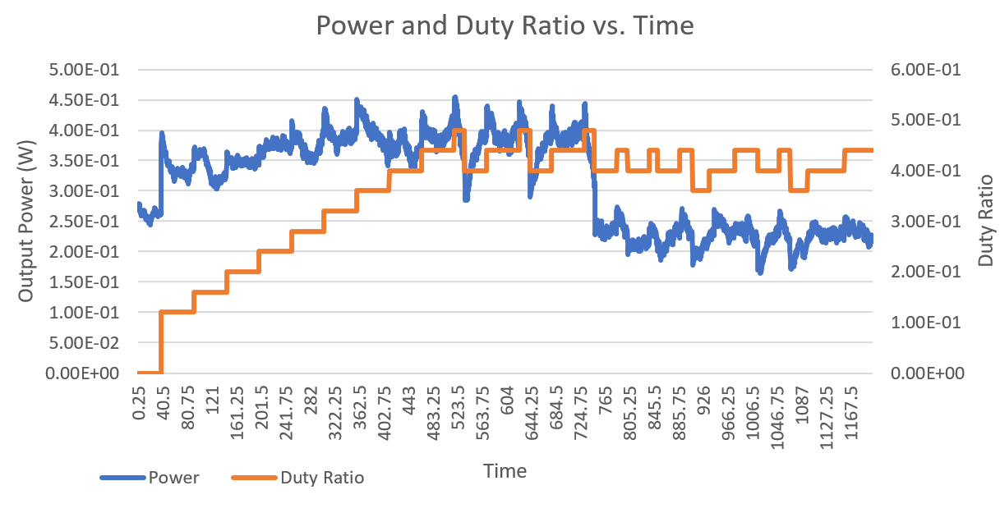 Power and Duty Ratio vs. Time
Output Power (W)
5.00E-01
4.50E-01
4.00E-01
3.50E-01
3.00E-01
2.50E-01
2.00E-01
1.50E-01
1.00E-01
5.00E-02
0.00E+00
6.00E-01
5.00E-01
4.00E-01
3.00E-01
2.00E-01
1.00E-01
0.00E+00
Duty Ratio
0.25
40.5
80.75
121
161.25
201.5
241.75
282
322.25
362.5
402.75
443
483.25
523.5
563.75
604
644.25
684.5
724.75
765
805.25
845.5
885.75
926
966.25
1006.5
1046.75
1087
1127.25
1167.5
Time
Power
Duty Ratio